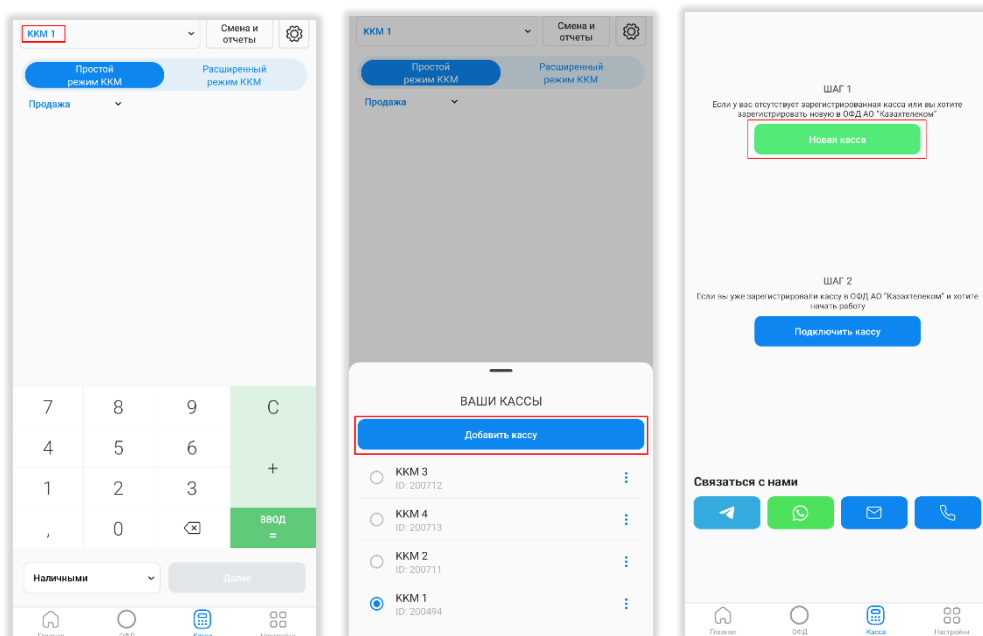 ККМ 1
Смена и
отчеты
Простой
режим ККМ
Расширенный
режим ККМ
Продажа
7 8 9 C
4 5 6
+
1 2 3
, 0
ВВОД
=
Наличными
Далее
Главная ОФД Касса Настройки
ККМ 1
Смена и
отчеты
Простой
режим ККМ
Расширенный
режим ККМ
Продажа
ВАШИ КАССЫ
Добавить кассу
ККМ 3
ID: 200712
ККМ 4
ID: 200713
ККМ 2
ID: 200711
ККМ 1
ID: 200494
ШАГ 1
Если у вас отсутствует зарегистрированная касса или вы хотите
зарегистрировать новую в ОФД АО "Казахтелеком"
Новая касса
ШАГ 2
Если вы уже зарегистрировали кассу в ОФД АО "Казахтелеком" и хотите
начать работу
Подключить кассу
Связаться с нами
Главная ОФД Касса Настройки